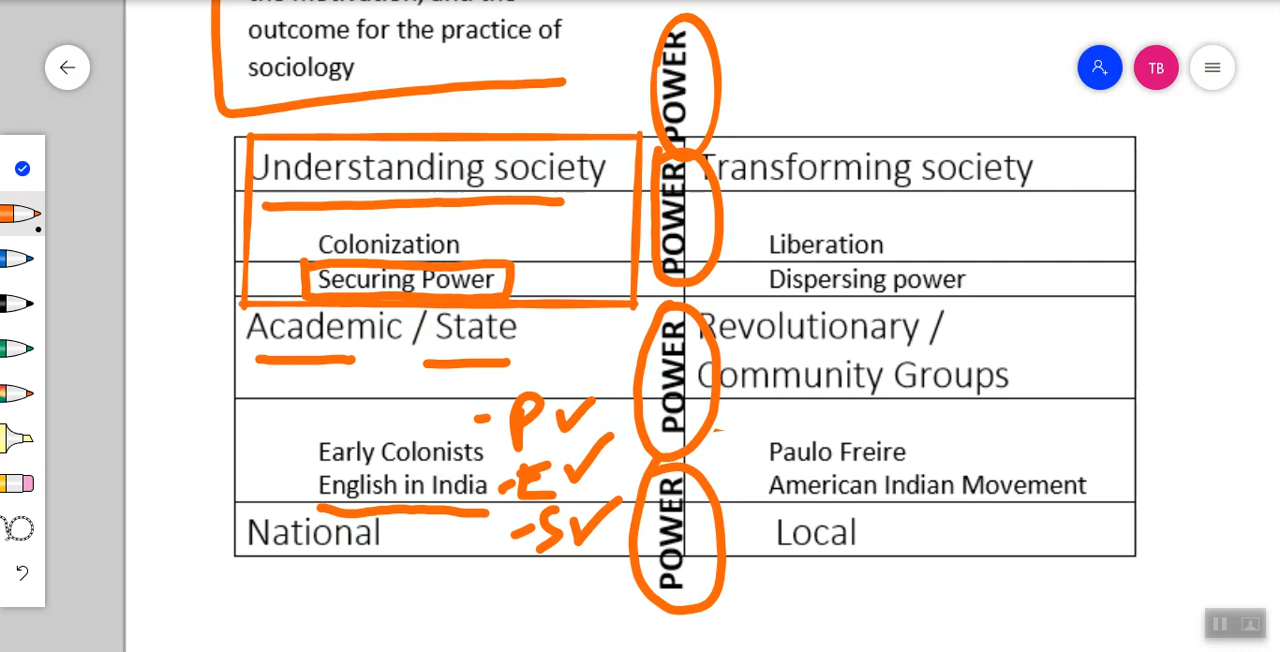 outcome for the practice of
sociology
TB
POWER
POWER
POWER
POWER
Understanding society
Transforming society
Colonization
Liberation
Securing Power
Dispersing power
Academic / State
Revolutionary /
Community Groups
- P ✓
Early Colonists
Paulo Freire
English in India
- E ✓
American Indian Movement
- S ✓
National
Local